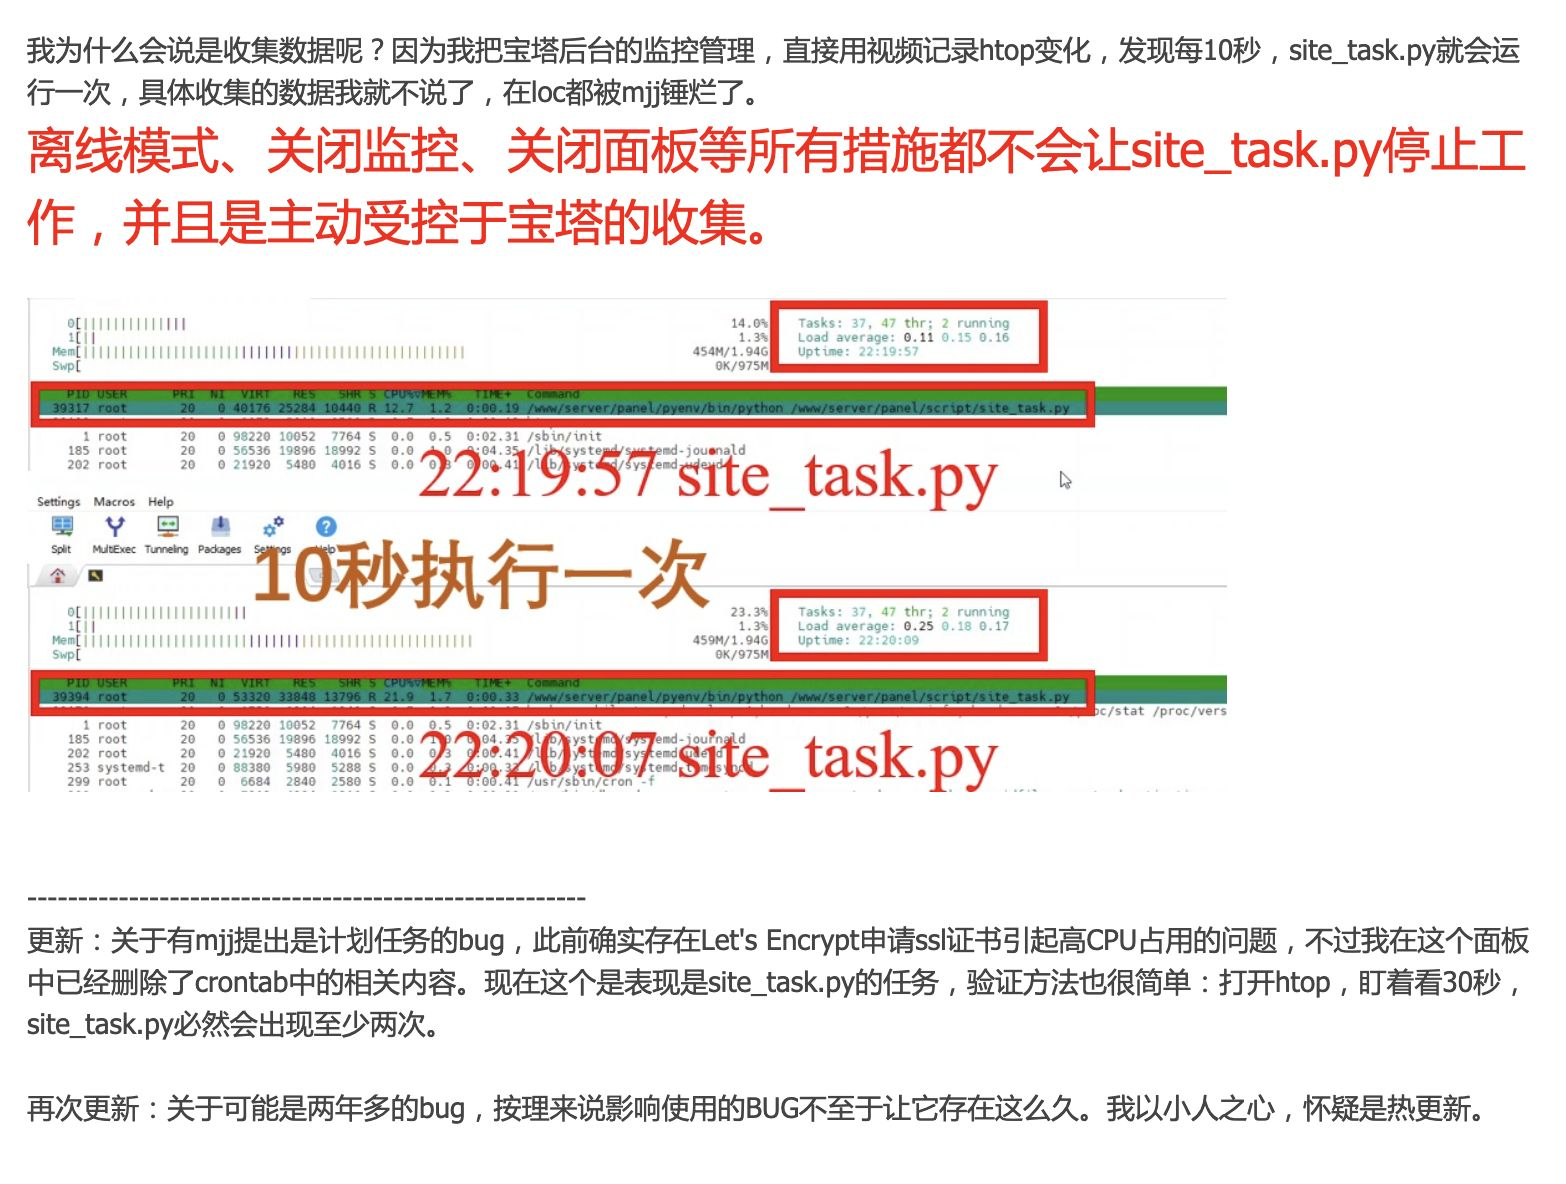 我为什么会说是收集数据呢？因为我把宝塔后台的监控管理，直接用视频记录htop变化，发现每10秒，site_task.py就会运
行一次，具体收集的数据我就不说了，在loc都被mjj锤烂了。
离线模式、关闭监控、关闭面板等所有措施都不会让site_task.py停止工
作，并且是主动受控于宝塔的收集。
0[||||||||||||||| 14.0% Tasks: 37, 47 thr; 2 running
1[|| 1.3% Load average: 0.11 0.15 0.16
Mem[ 454M/1.94G Uptime: 22:19:57
Swp[ 0K/975M
PID USER PRI NI VIRT RES SHR S CPU%▽MEM% TIME+ Command
39317 root 20 0 40176 25284 10440 R 12.7 1.2 0:00.19 /www/server/panel/pyenv/bin/python /www/server/panel/script/site_task.py
1 root 20 0 98220 10052 7764 S 0.0 0.5 0:02.31 /sbin/init
185 root 20 0 56536 19896 18992 S 0.0 1.0 0:04.35 /lib/systemd/systemd-journald
202 root 20 0 21920 5480 4016 S 0.0 0.3 0:00.41 /lib/systemd/systemd-udevd
22:19:57 site_task.py
Settings Macros Help
Split MultiExec Tunneling Packages Settings Help
10秒执行一次
0[ 23.3% Tasks: 37, 47 thr; 2 running
1[|| 1.3% Load average: 0.25 0.18 0.17
Mem[ 459M/1.94G Uptime: 22:20:09
Swp[ 0K/975M
PID USER PRI NI VIRT RES SHR S CPU%▽MEM% TIME+ Command
39394 root 20 0 53320 33848 13796 R 21.9 1.7 0:00.33 /www/server/panel/pyenv/bin/python /www/server/panel/script/site_task.py
/proc/stat /proc/vers
1 root 20 0 98220 10052 7764 S 0.0 0.5 0:02.31 /sbin/init
185 root 20 0 56536 19896 18992 S 0.0 1.0 0:04.35 /lib/systemd/systemd-journald
202 root 20 0 21920 5480 4016 S 0.0 0.3 0:00.41 /lib/systemd/systemd-udevd
253 systemd-t 20 0 88380 5980 5288 S 0.0 0.3 /lib/systemd/systemd-timesyncd
299 root 20 0 6684 2840 2580 S 0.0 0.1 0:00.41 /usr/sbin/cron -f
22:20:07 site_task.py
-------------------------------------------------------
更新：关于有mjj提出是计划任务的bug，此前确实存在Let's Encrypt申请ssl证书引起高CPU占用的问题，不过我在这个面板
中已经删除了crontab中的相关内容。现在这个是表现是site_task.py的任务，验证方法也很简单：打开htop，盯着看30秒，
site_task.py必然会出现至少两次。
再次更新：关于可能是两年多的bug，按理来说影响使用的BUG不至于让它存在这么久。我以小人之心，怀疑是热更新。